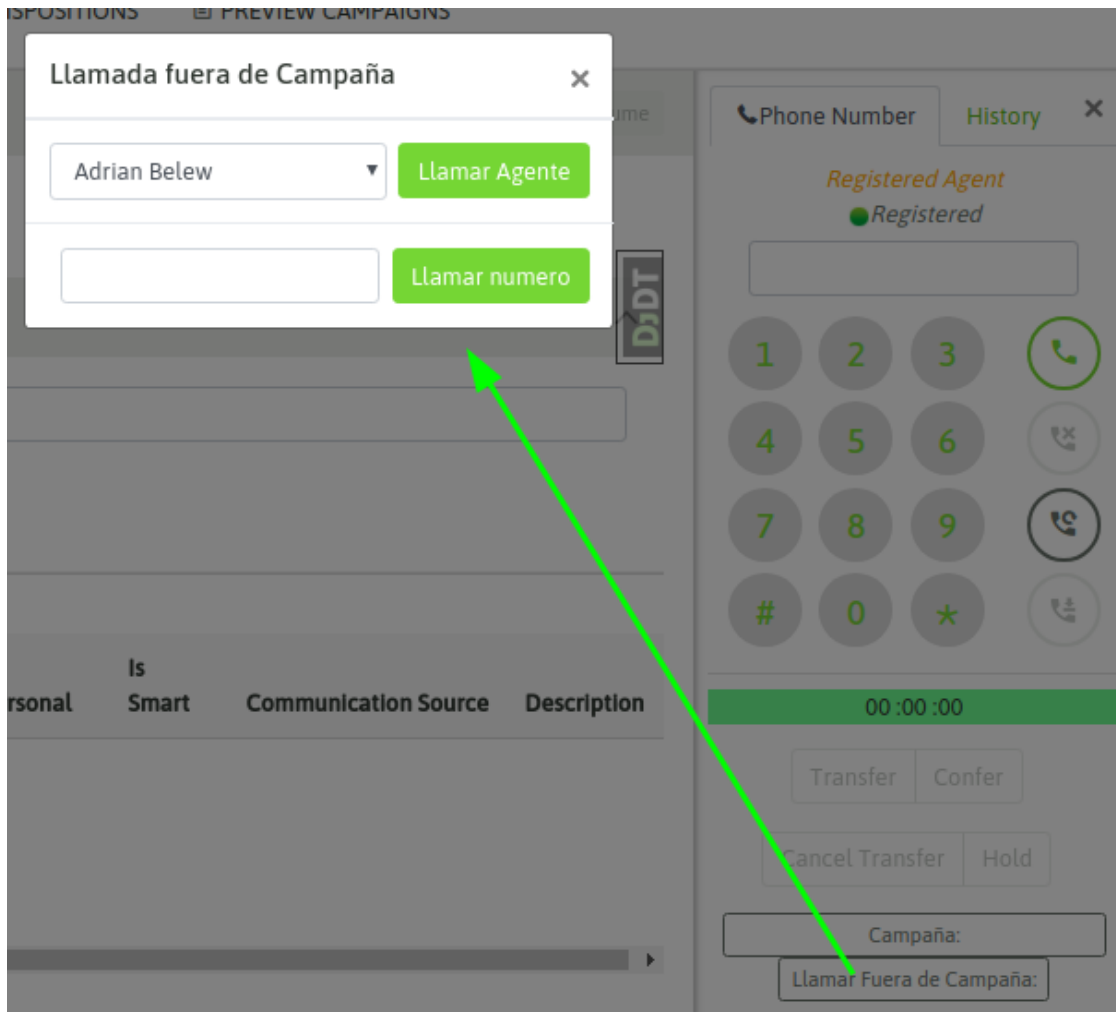 PREVIEW CAMPAIGNS
Llamada fuera de Campaña ×
Adrian Belew
Llamar Agente
Llamar numero
DJDT
Is
Smart
Communication Source
Description
Phone Number
History
×
Registered Agent
Registered
1 2 3
4 5 6
7 8 9
# 0 *
00 :00 :00
Transfer
Confer
Cancel Transfer
Hold
Campaña:
Llamar Fuera de Campaña: